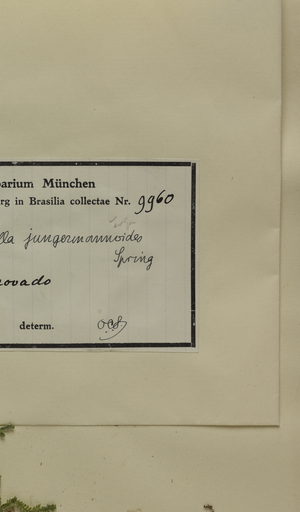 arium München
rg in Brasilia collectae Nr. 9960
lla jungermannoides
Spring
ovado
determ.